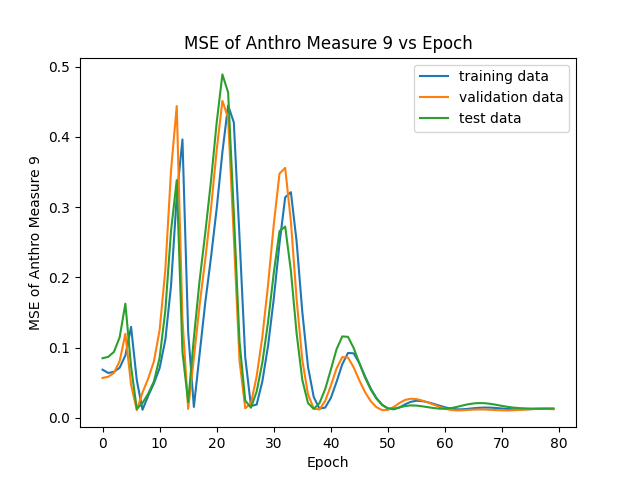 MSE of Anthro Measure 9 vs Epoch
training data
validation data
test data
MSE of Anthro Measure 9
0.5
0.4
0.3
0.2
0.1
0.0
0 10 20 30 40 50 60 70 80
Epoch